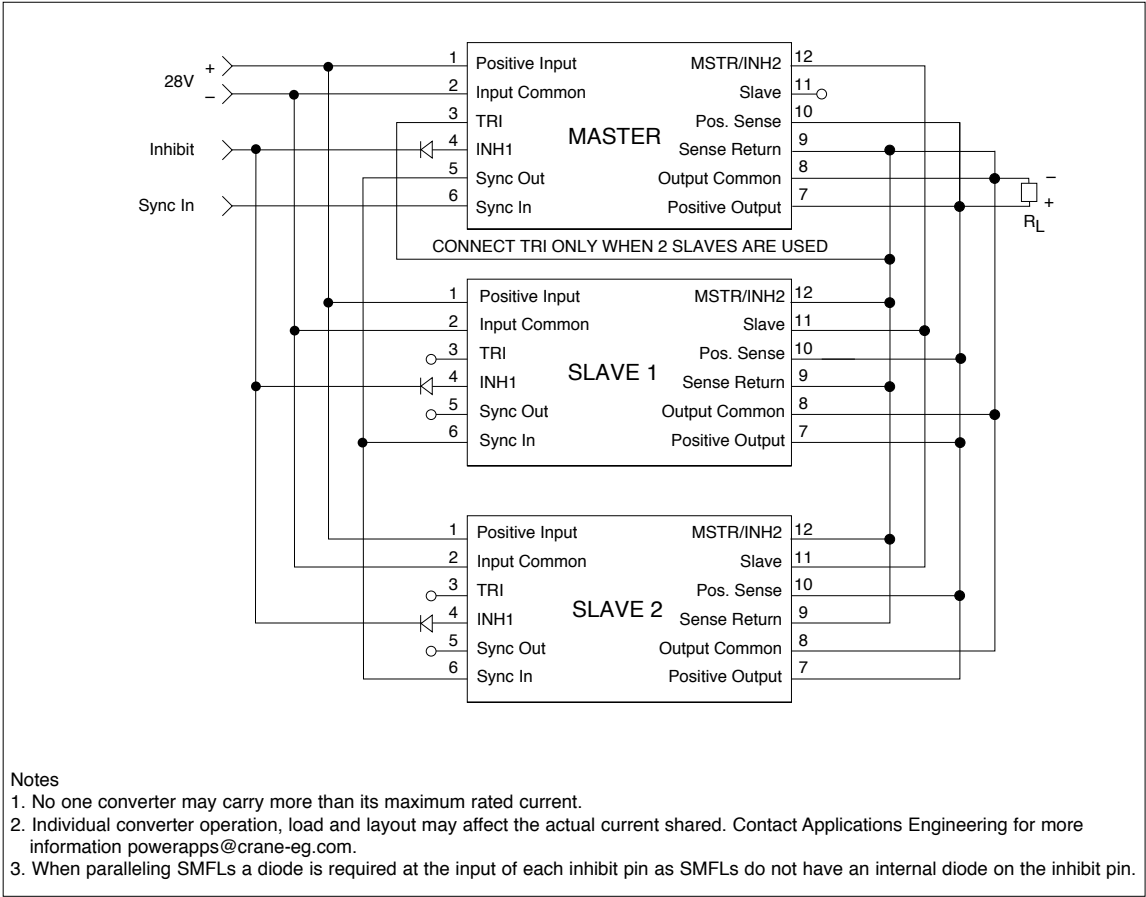 28V
+
–
Inhibit
Sync In
1 Positive Input MSTR/INH2 12
2 Input Common Slave 11
3 TRI Pos. Sense 10
MASTER
4 INH1 Sense Return 9
5 Sync Out Output Common 8
6 Sync In Positive Output 7
–
+
RL
CONNECT TRI ONLY WHEN 2 SLAVES ARE USED
1 Positive Input MSTR/INH2 12
2 Input Common Slave 11
3 TRI Pos. Sense 10
SLAVE 1
4 INH1 Sense Return 9
5 Sync Out Output Common 8
6 Sync In Positive Output 7
1 Positive Input MSTR/INH2 12
2 Input Common Slave 11
3 TRI Pos. Sense 10
SLAVE 2
4 INH1 Sense Return 9
5 Sync Out Output Common 8
6 Sync In Positive Output 7
Notes
1. No one converter may carry more than its maximum rated current.
2. Individual converter operation, load and layout may affect the actual current shared. Contact Applications Engineering for more
information powerapps@crane-eg.com.
3. When paralleling SMFLs a diode is required at the input of each inhibit pin as SMFLs do not have an internal diode on the inhibit pin.